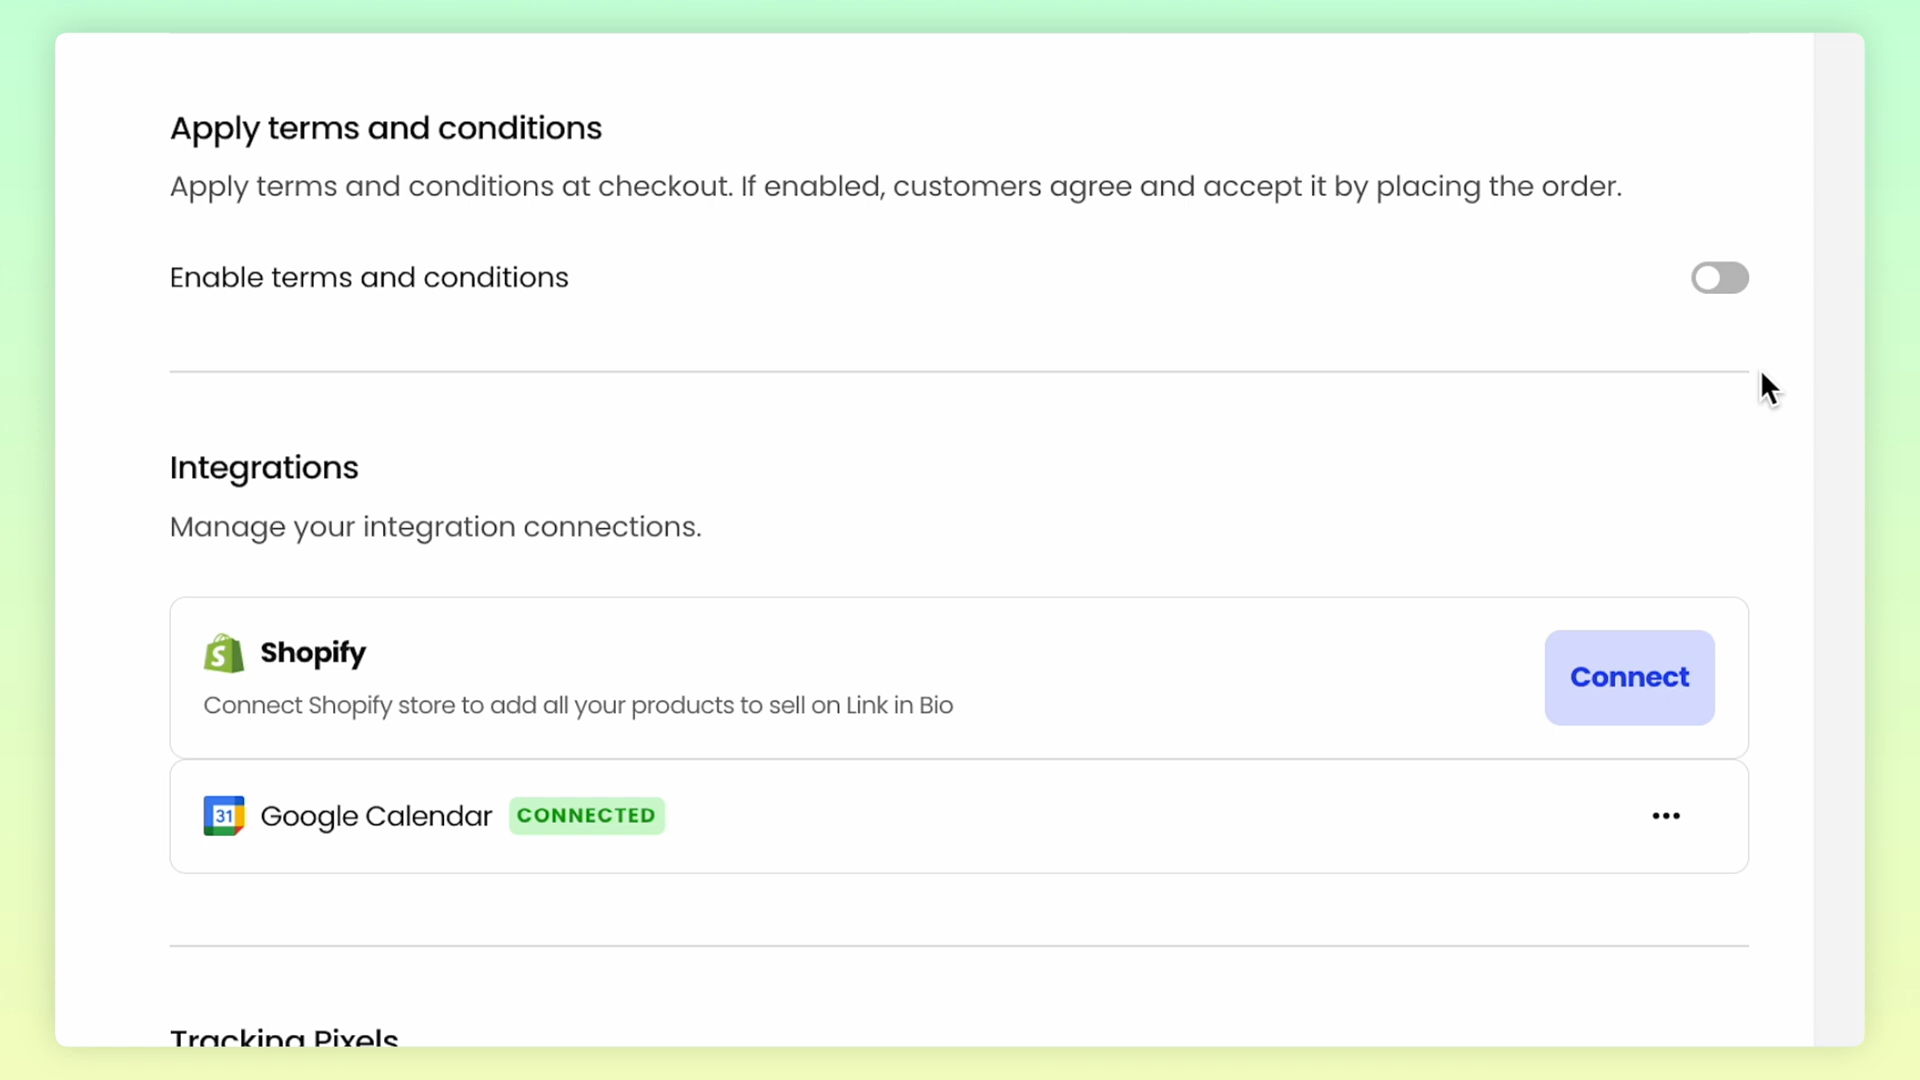 Apply terms and conditions
Apply terms and conditions at checkout. If enabled, customers agree and accept it by placing the order.
Enable terms and conditions
Integrations
Manage your integration connections.
Shopify
Connect Shopify store to add all your products to sell on Link in Bio
Connect
31 Google Calendar CONNECTED
Tracking Pixels